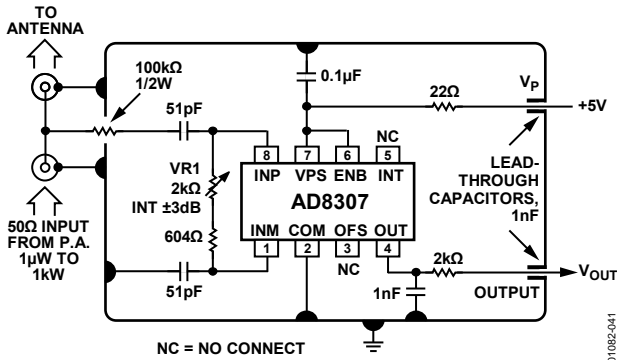 TO
ANTENNA
100kΩ
1/2W
51pF
0.1µF
22Ω
VP
+5V
NC
8
7
6
5
INP
VPS
ENB
INT
VR1
2kΩ
INT ±3dB
AD8307
LEAD-
THROUGH
CAPACITORS,
1nF
50Ω INPUT
FROM P.A.
1µW TO
1kW
604Ω
INM
COM
OFS
OUT
1
2
3
4
NC
51pF
2kΩ
VOUT
1nF
OUTPUT
NC = NO CONNECT
01082-041